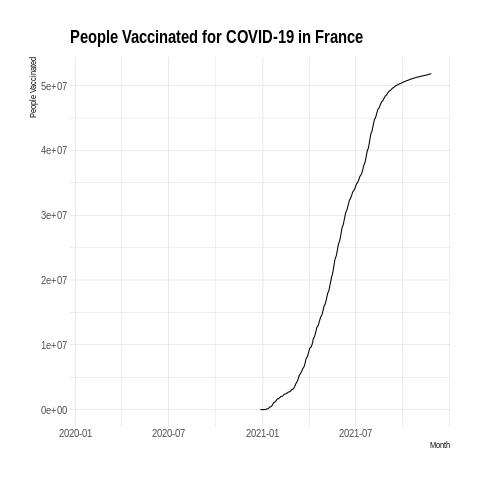 People Vaccinated for COVID-19 in France
People Vaccinated
5e+07
4e+07
3e+07
2e+07
1e+07
0e+00
2020-01 2020-07 2021-01 2021-07
Month